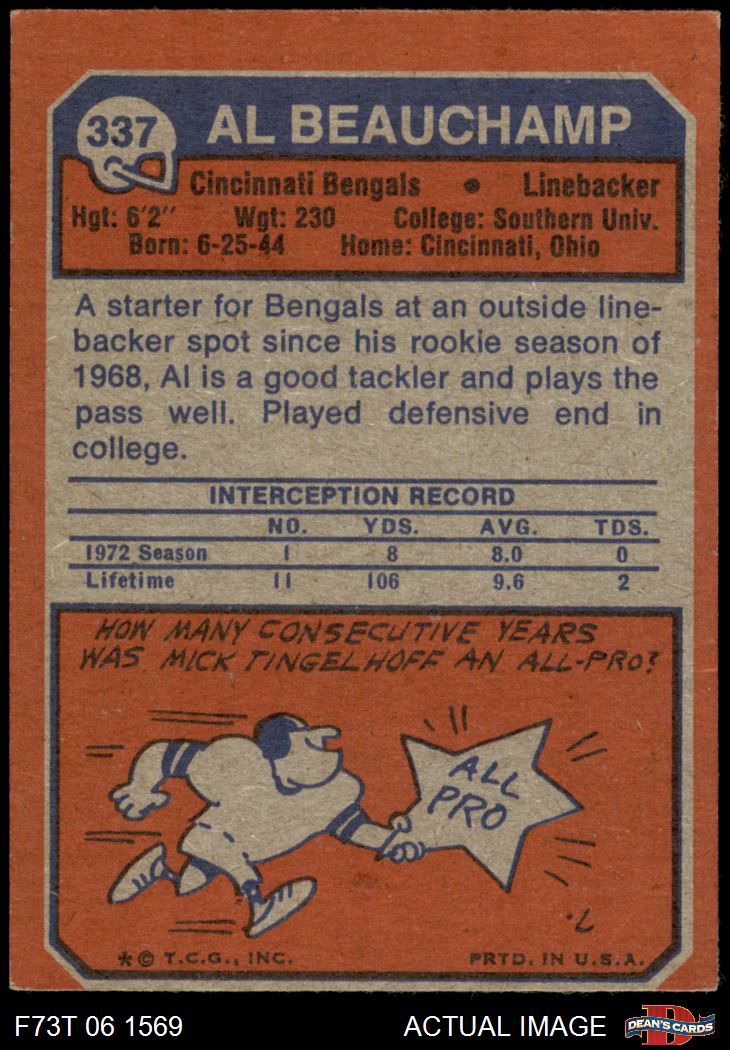 337 AL BEAUCHAMP
Cincinnati Bengals • Linebacker
Hgt: 6'2" Wgt: 230 College: Southern Univ.
Born: 6-25-44 Home: Cincinnati, Ohio
A starter for Bengals at an outside line-
backer spot since his rookie season of
1968, Al is a good tackler and plays the
pass well. Played defensive end in
college.
INTERCEPTION RECORD
NO. YDS. AVG. TDS.
1972 Season 1 8 8.0 0
Lifetime 11 106 9.6 2
HOW MANY CONSECUTIVE YEARS
WAS MICK TINGELHOFF AN ALL-PRO?
ALL
PRO
* © T.C.G., INC. PRTD. IN U.S.A.
F73T 06 1569 ACTUAL IMAGE DEAN'S CARDS